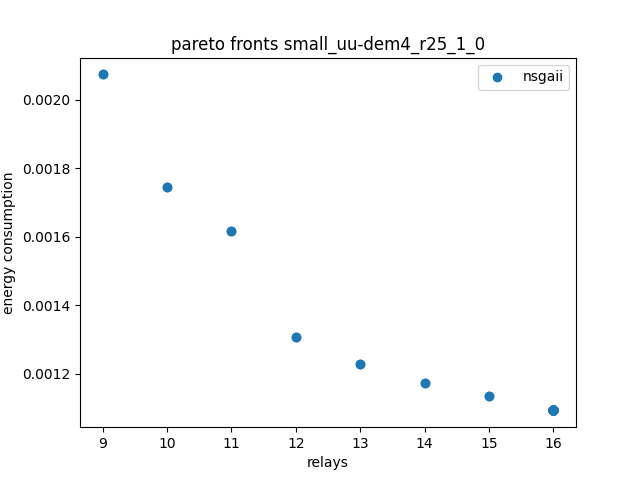 pareto fronts small_uu-dem4_r25_1_0
nsgaii
0.0020
0.0018
0.0016
0.0014
0.0012
energy consumption
9 10 11 12 13 14 15 16
relays